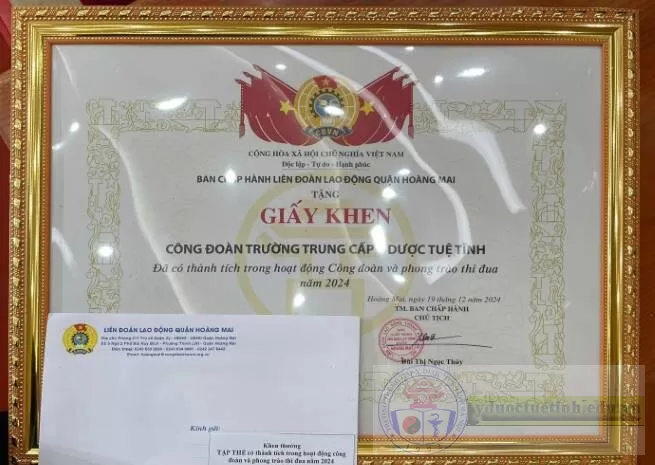 CĐVN
CỘNG HÒA XÃ HỘI CHỦ NGHĨA VIỆT NAM
Độc lập - Tự do - Hạnh phúc
BAN CHẤP HÀNH LIÊN ĐOÀN LAO ĐỘNG QUẬN HOÀNG MAI
TẶNG
GIẤY KHEN
CÔNG ĐOÀN TRƯỜNG TRUNG CẤP DƯỢC TUỆ TĨNH
Đã có thành tích trong hoạt động Công đoàn và phong trào thi đua
năm 2024
Hoàng Mai, ngày 19 tháng 12 năm 2024
TM. BAN CHẤP HÀNH
CHỦ TỊCH
Bùi Thị Ngọc Thúy
LIÊN ĐOÀN LAO ĐỘNG QUẬN HOÀNG MAI
Kính gửi:
Khen thưởng
TẬP THỂ có thành tích trong hoạt động công
đoàn và phong trào thi đua năm 2024
yduoctuetinh.edu.vn